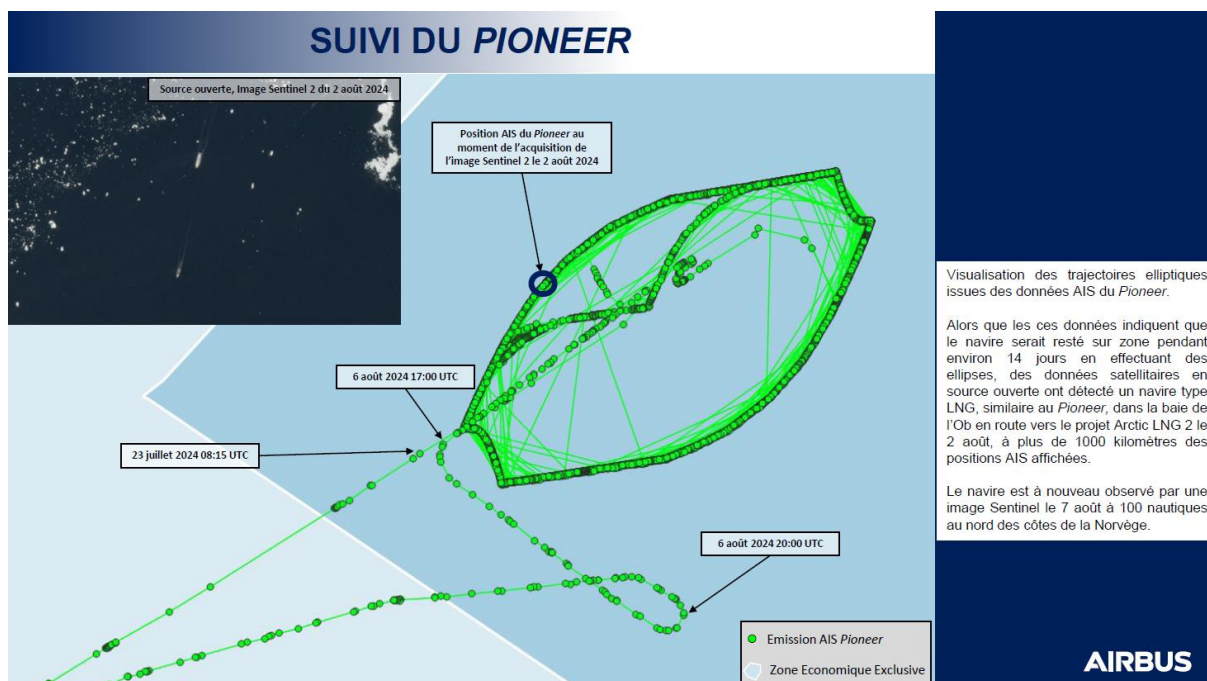 SUIVI DU PIONEER
Source ouverte, Image Sentinel 2 du 2 août 2024
Position AIS du Pioneer au
moment de l'acquisition de
l'image Sentinel 2 le 2 août 2024
6 août 2024 17:00 UTC
23 juillet 2024 08:15 UTC
6 août 2024 20:00 UTC
Emission AIS Pioneer
Zone Economique Exclusive
Visualisation des trajectoires elliptiques
issues des données AIS du Pioneer.
Alors que les ces données indiquent que
le navire serait resté sur zone pendant
environ 14 jours en effectuant des
ellipses, des données satellitaires en
source ouverte ont détecté un navire type
LNG, similaire au Pioneer, dans la baie de
l'Ob en route vers le projet Arctic LNG 2 le
2 août, à plus de 1000 kilomètres des
positions AIS affichées.
Le navire est à nouveau observé par une
image Sentinel le 7 août à 100 nautiques
au nord des côtes de la Norvège.
AIRBUS